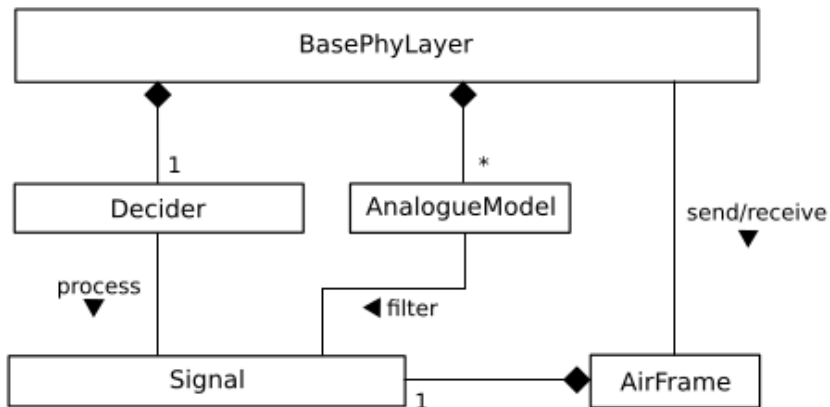 BasePhyLayer
1
*
Decider
AnalogueModel
send/receive
process
filter
Signal
1
AirFrame